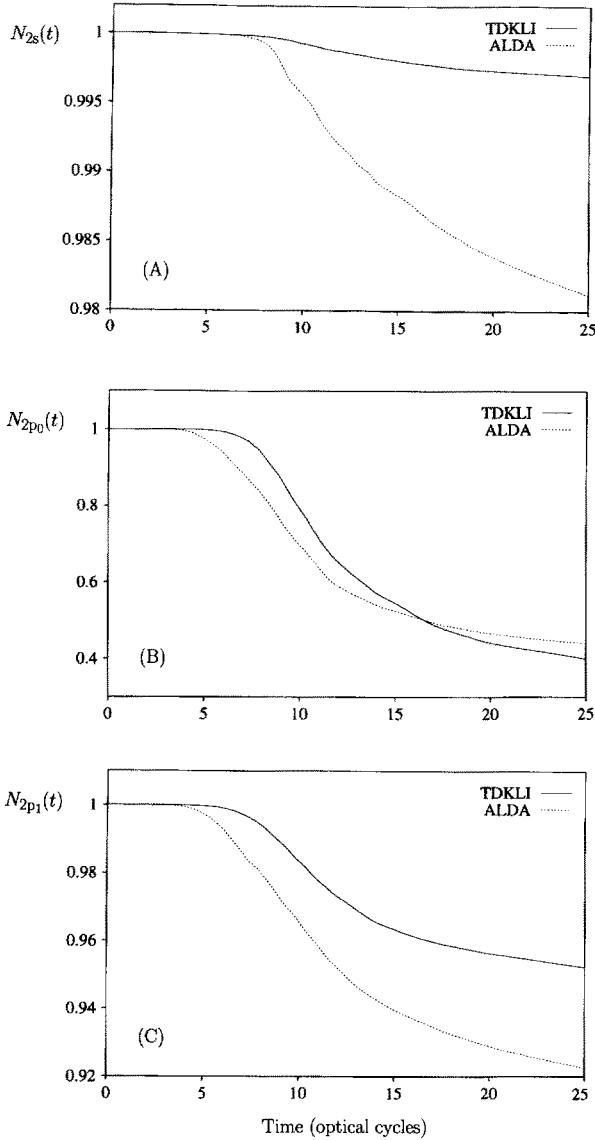 N2s(t)
1
0.995
0.99
0.985
0.98
TDKLI
ALDA
(A)
0 5 10 15 20 25
N2p0(t)
1
0.8
0.6
0.4
TDKLI
ALDA
(B)
0 5 10 15 20 25
N2p1(t)
1
0.98
0.96
0.94
0.92
TDKLI
ALDA
(C)
0 5 10 15 20 25
Time (optical cycles)